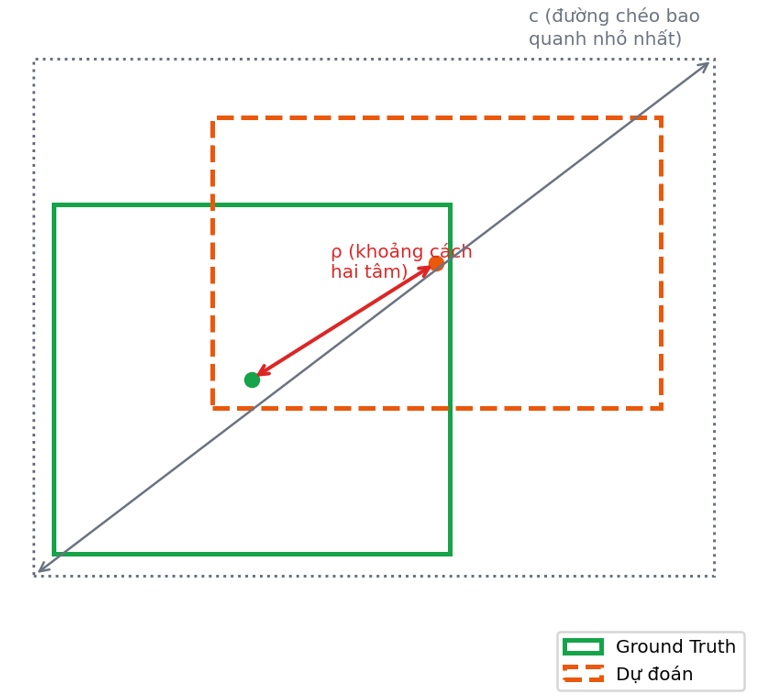 c (đường chéo bao
quanh nhỏ nhất)
ρ (khoảng cách
hai tâm)
Ground Truth
Dự đoán